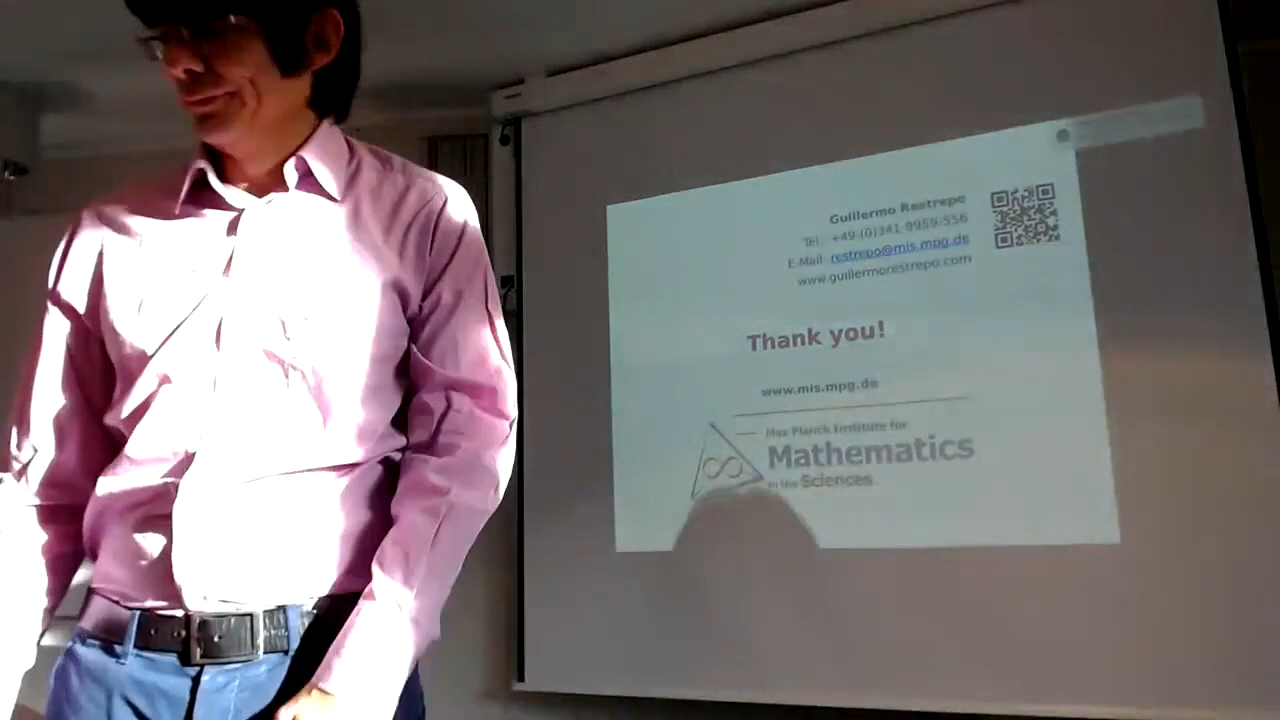 Guillermo Restrepo
Tel.: +49-(0)341-9959-556
E-Mail: restrepo@mis.mpg.de
www.guillermorestrepo.com
Thank you!
www.mis.mpg.de
Max Planck Institute for
Mathematics
in the Sciences